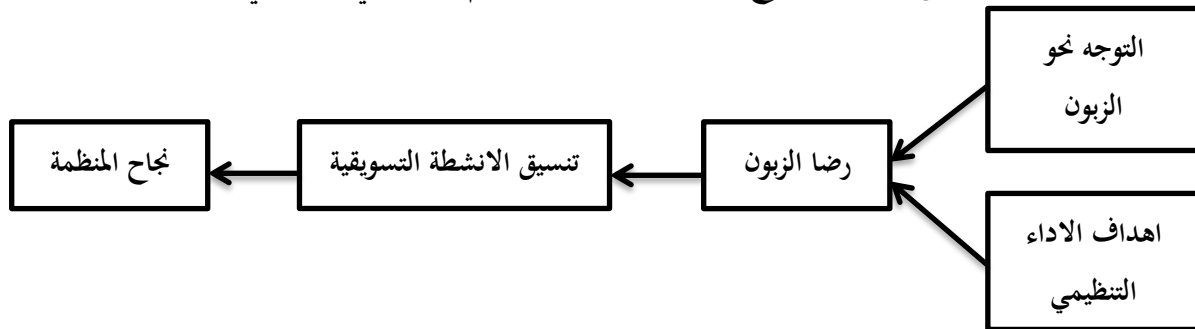 التوجه نحو
الزبون
نجاح المنظمة
تنسيق الانشطة التسويقية
رضا الزبون
اهداف الاداء
التنظيمي